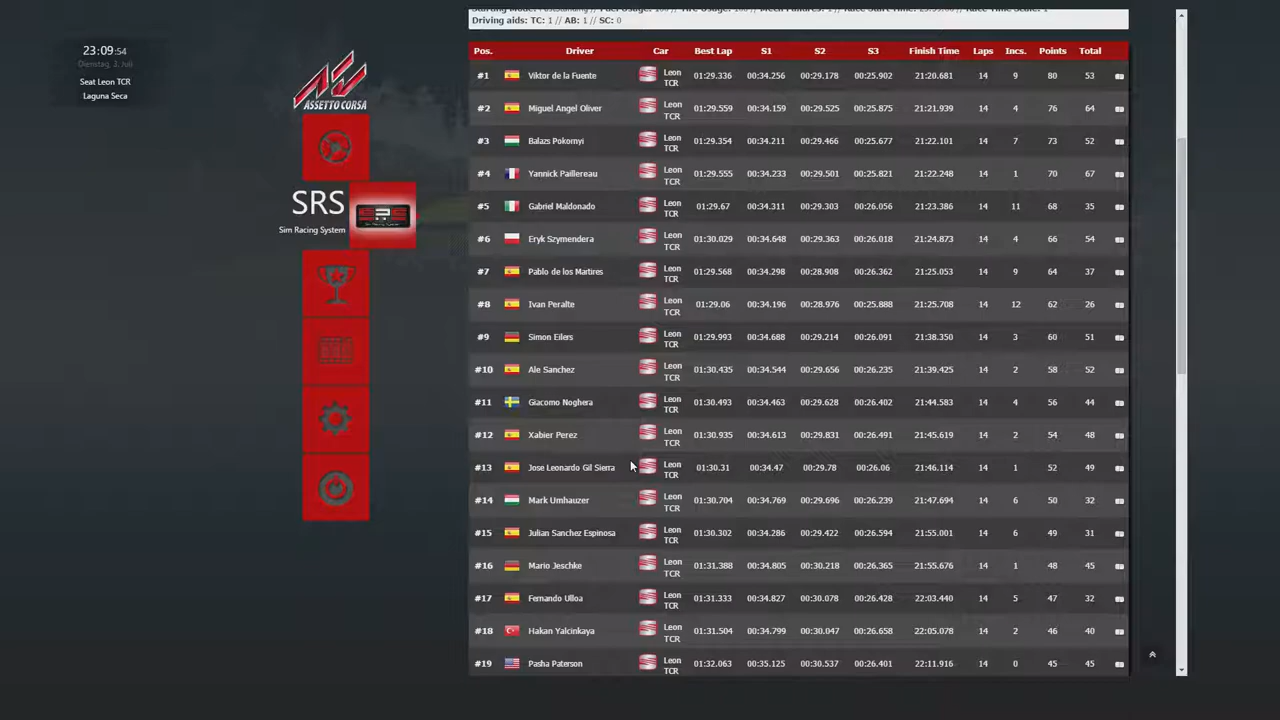 Driving aids: TC: 1 // AB: 1 // SC: 0
23:09:54
Dienstag, 3. Juli
Seat Leon TCR
Laguna Seca
ASSETTO CORSA
SRS
Sim Racing System
Pos. Driver Car Best Lap S1 S2 S3 Finish Time Laps Incs. Points Total
#1 Viktor de la Fuente Leon TCR 01:29.336 00:34.256 00:29.178 00:25.902 21:20.681 14 9 80 53
#2 Miguel Angel Oliver Leon TCR 01:29.559 00:34.159 00:29.525 00:25.875 21:21.939 14 4 76 64
#3 Balazs Pokornyi Leon TCR 01:29.354 00:34.211 00:29.466 00:25.677 21:22.101 14 7 73 52
#4 Yannick Paillereau Leon TCR 01:29.555 00:34.233 00:29.501 00:25.821 21:22.248 14 1 70 67
#5 Gabriel Maldonado Leon TCR 01:29.67 00:34.311 00:29.303 00:26.056 21:23.386 14 11 68 35
#6 Eryk Szymendera Leon TCR 01:30.029 00:34.648 00:29.363 00:26.018 21:24.873 14 4 66 54
#7 Pablo de los Martires Leon TCR 01:29.568 00:34.298 00:28.908 00:26.362 21:25.053 14 9 64 37
#8 Ivan Peralte Leon TCR 01:29.06 00:34.196 00:28.976 00:25.888 21:25.708 14 12 62 26
#9 Simon Eilers Leon TCR 01:29.993 00:34.688 00:29.214 00:26.091 21:38.350 14 3 60 51
#10 Ale Sanchez Leon TCR 01:30.435 00:34.544 00:29.656 00:26.235 21:39.425 14 2 58 52
#11 Giacomo Noghera Leon TCR 01:30.493 00:34.463 00:29.628 00:26.402 21:44.583 14 4 56 44
#12 Xabier Perez Leon TCR 01:30.935 00:34.613 00:29.831 00:26.491 21:45.619 14 2 54 48
#13 Jose Leonardo Gil Sierra Leon TCR 01:30.31 00:34.47 00:29.78 00:26.06 21:46.114 14 1 52 49
#14 Mark Umhauzer Leon TCR 01:30.704 00:34.769 00:29.696 00:26.239 21:47.694 14 6 50 32
#15 Julian Sanchez Espinosa Leon TCR 01:30.302 00:34.286 00:29.422 00:26.594 21:55.001 14 6 49 31
#16 Mario Jeschke Leon TCR 01:31.388 00:34.805 00:30.218 00:26.365 21:55.676 14 1 48 45
#17 Fernando Ulloa Leon TCR 01:31.333 00:34.827 00:30.078 00:26.428 22:03.440 14 5 47 32
#18 Hakan Yalcinkaya Leon TCR 01:31.504 00:34.799 00:30.047 00:26.658 22:05.078 14 2 46 40
#19 Pasha Paterson Leon TCR 01:32.063 00:35.125 00:30.537 00:26.401 22:11.916 14 0 45 45